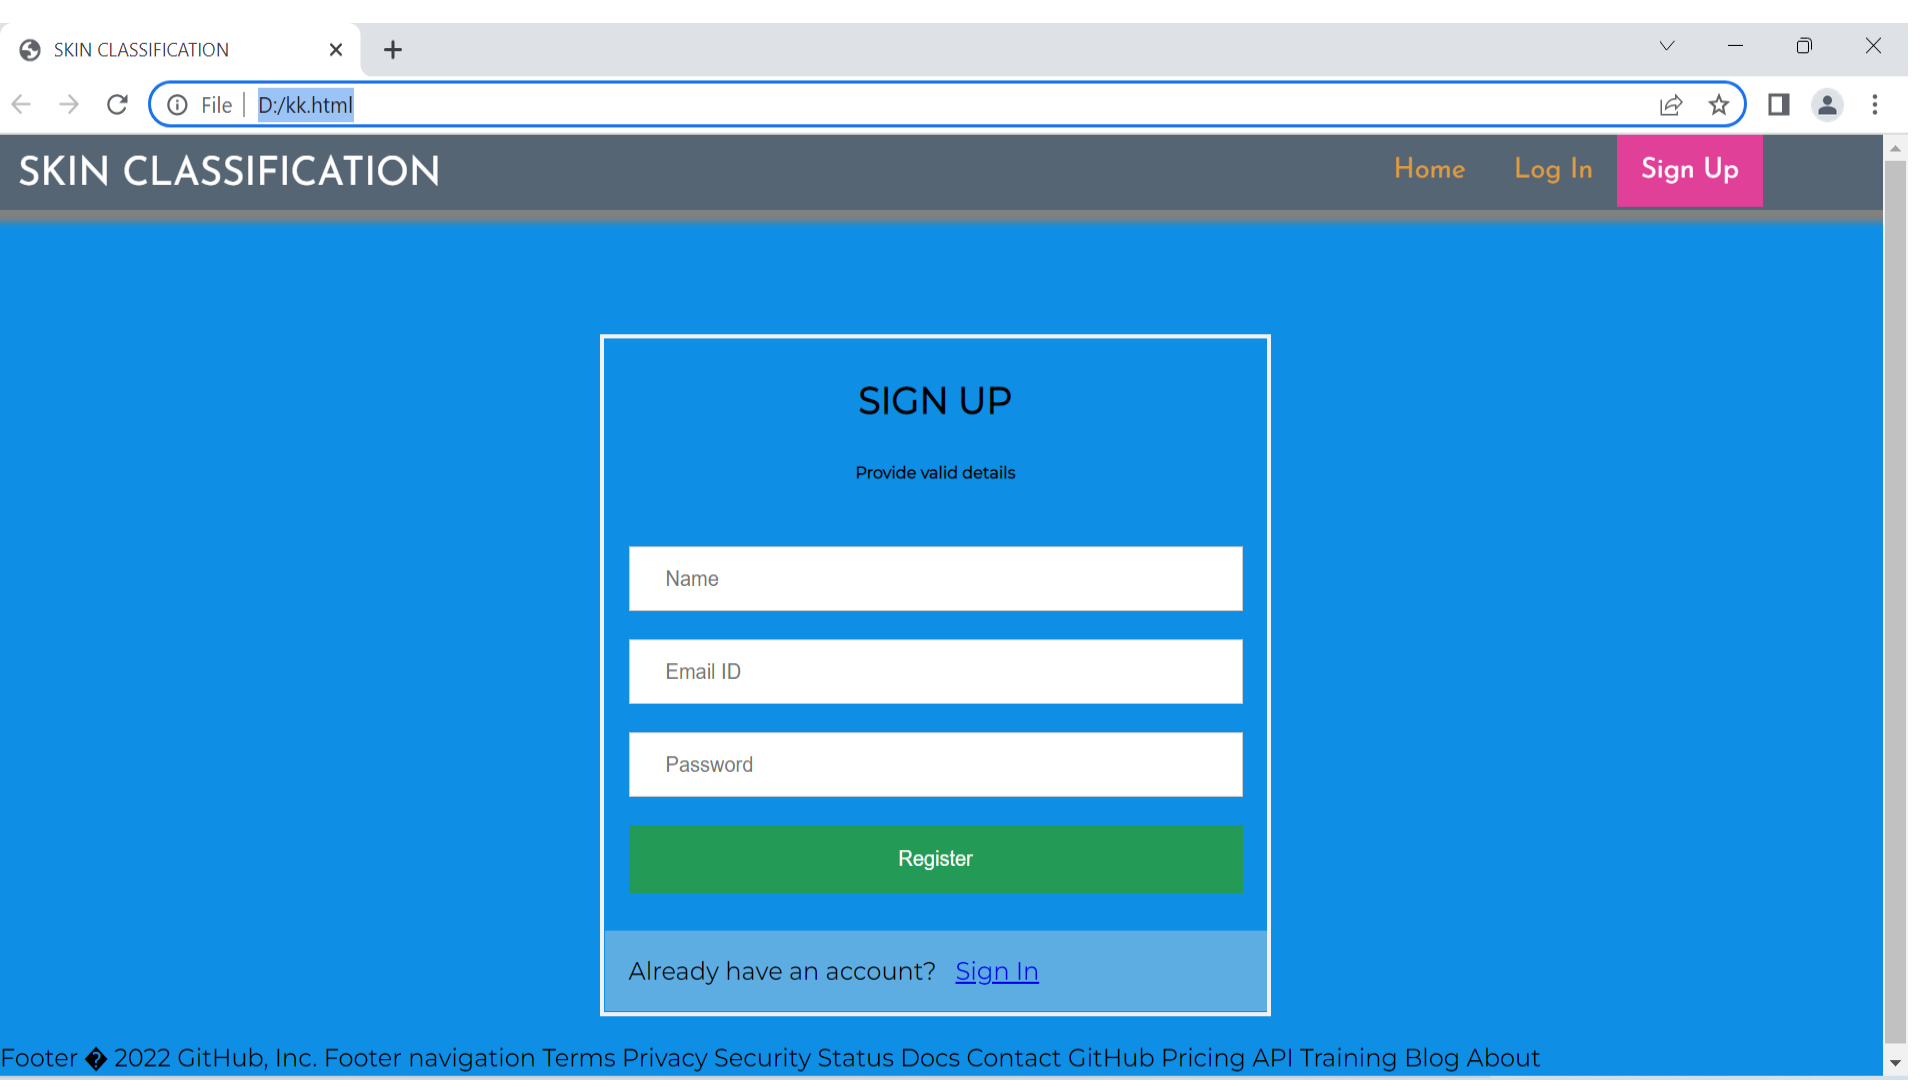 SKIN CLASSIFICATION
File D:/kk.html
SKIN CLASSIFICATION Home Log In Sign Up
SIGN UP
Provide valid details
Name
Email ID
Password
Register
Already have an account? Sign In
Footer � 2022 GitHub, Inc. Footer navigation Terms Privacy Security Status Docs Contact GitHub Pricing API Training Blog About